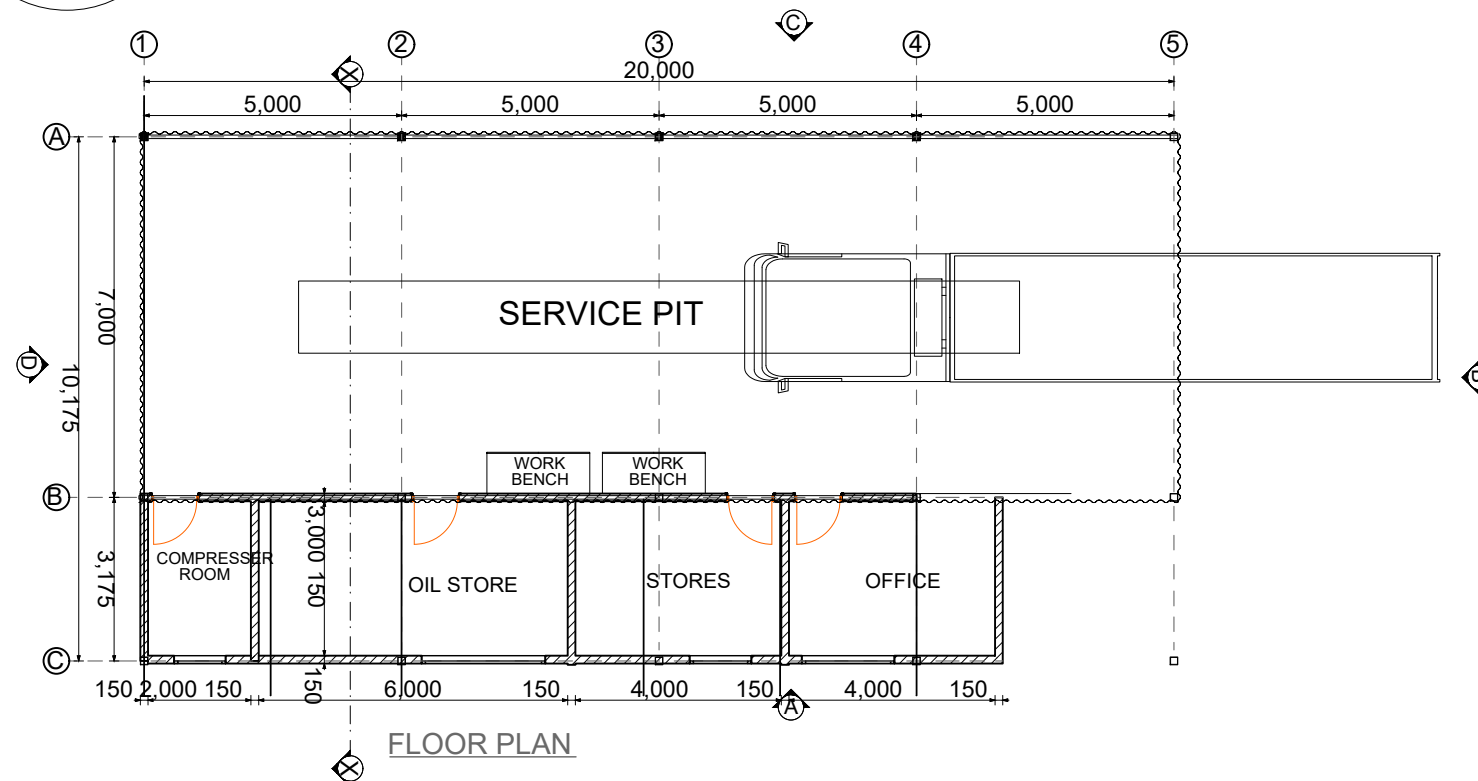 C
1 2 3 4 5
X
20,000
5,000 5,000 5,000 5,000
A
7,000
10,175
SERVICE PIT
D
WORK
BENCH
WORK
BENCH
B
3,000
150
3,175
COMPRESSER
ROOM
OIL STORE
STORES
OFFICE
C
150 2,000 150 6,000 150 4,000 150 4,000 150
150
A
FLOOR PLAN
X